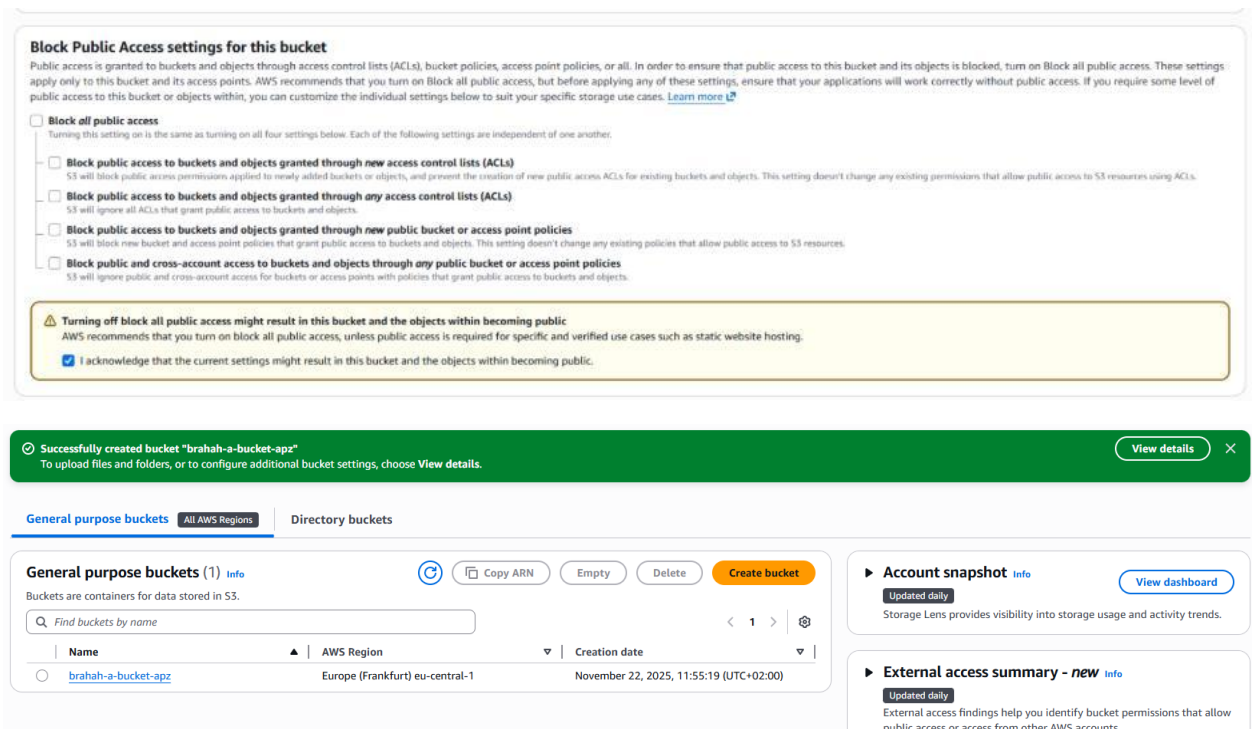 Block Public Access settings for this bucket
Public access is granted to buckets and objects through access control lists (ACLs), bucket policies, access point policies, or all. In order to ensure that public access to this bucket and its objects is blocked, turn on Block all public access. These settings
apply only to this bucket and its access points. AWS recommends that you turn on Block all public access, but before applying any of these settings, ensure that your applications will work correctly without public access. If you require some level of
public access to this bucket or objects within, you can customize the individual settings below to suit your specific storage use cases. Learn more
Block all public access
Turning this setting on is the same as turning on all four settings below. Each of the following settings are independent of one another.
Block public access to buckets and objects granted through new access control lists (ACLs)
S3 will block public access permissions applied to newly added buckets or objects, and prevent the creation of new public access ACLs for existing buckets and objects. This setting doesn't change any existing permissions that allow public access to S3 resources using ACLs.
Block public access to buckets and objects granted through any access control lists (ACLs)
S3 will ignore all ACLs that grant public access to buckets and objects.
Block public access to buckets and objects granted through new public bucket or access point policies
S3 will block new bucket and access point policies that grant public access to buckets and objects. This setting doesn't change any existing policies that allow public access to S3 resources.
Block public and cross-account access to buckets and objects through any public bucket or access point policies
S3 will ignore public and cross-account access for buckets or access points with policies that grant public access to buckets and objects.
Turning off block all public access might result in this bucket and the objects within becoming public
AWS recommends that you turn on block all public access, unless public access is required for specific and verified use cases such as static website hosting.
I acknowledge that the current settings might result in this bucket and the objects within becoming public.
Successfully created bucket "brahah-a-bucket-apz"
To upload files and folders, or to configure additional bucket settings, choose View details.
View details
General purpose buckets All AWS Regions Directory buckets
General purpose buckets (1) Info
Copy ARN Empty Delete Create bucket
Buckets are containers for data stored in S3.
Find buckets by name
1
Name AWS Region Creation date
brahah-a-bucket-apz Europe (Frankfurt) eu-central-1 November 22, 2025, 11:55:19 (UTC+02:00)
Account snapshot Info
View dashboard
Updated daily
Storage Lens provides visibility into storage usage and activity trends.
External access summary - new Info
Updated daily
External access findings help you identify bucket permissions that allow
public access or access from other AWS accounts.